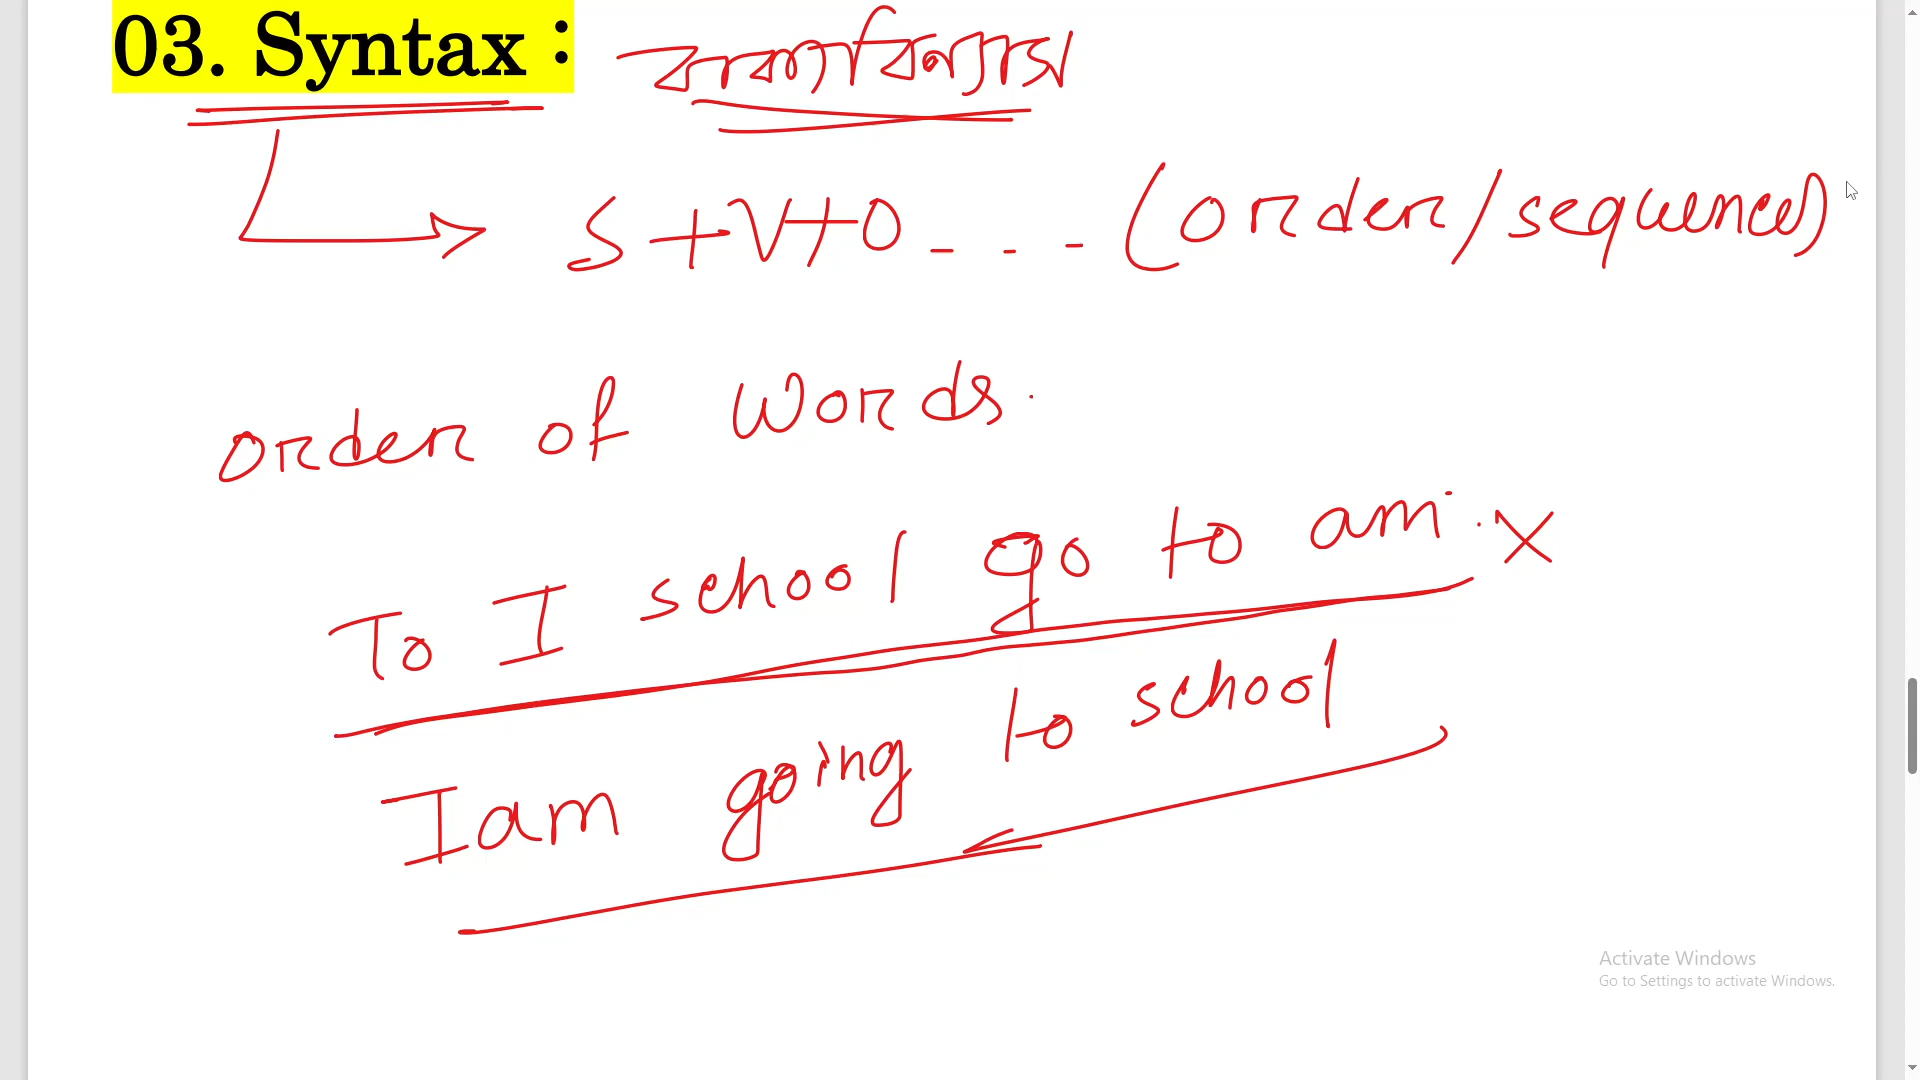 03. Syntax : বাক্যবিন্যাস
S+V+O - - - (order/sequence)
order of words.
To I school go to am. x
I am going to school
Activate Windows
Go to Settings to activate Windows.